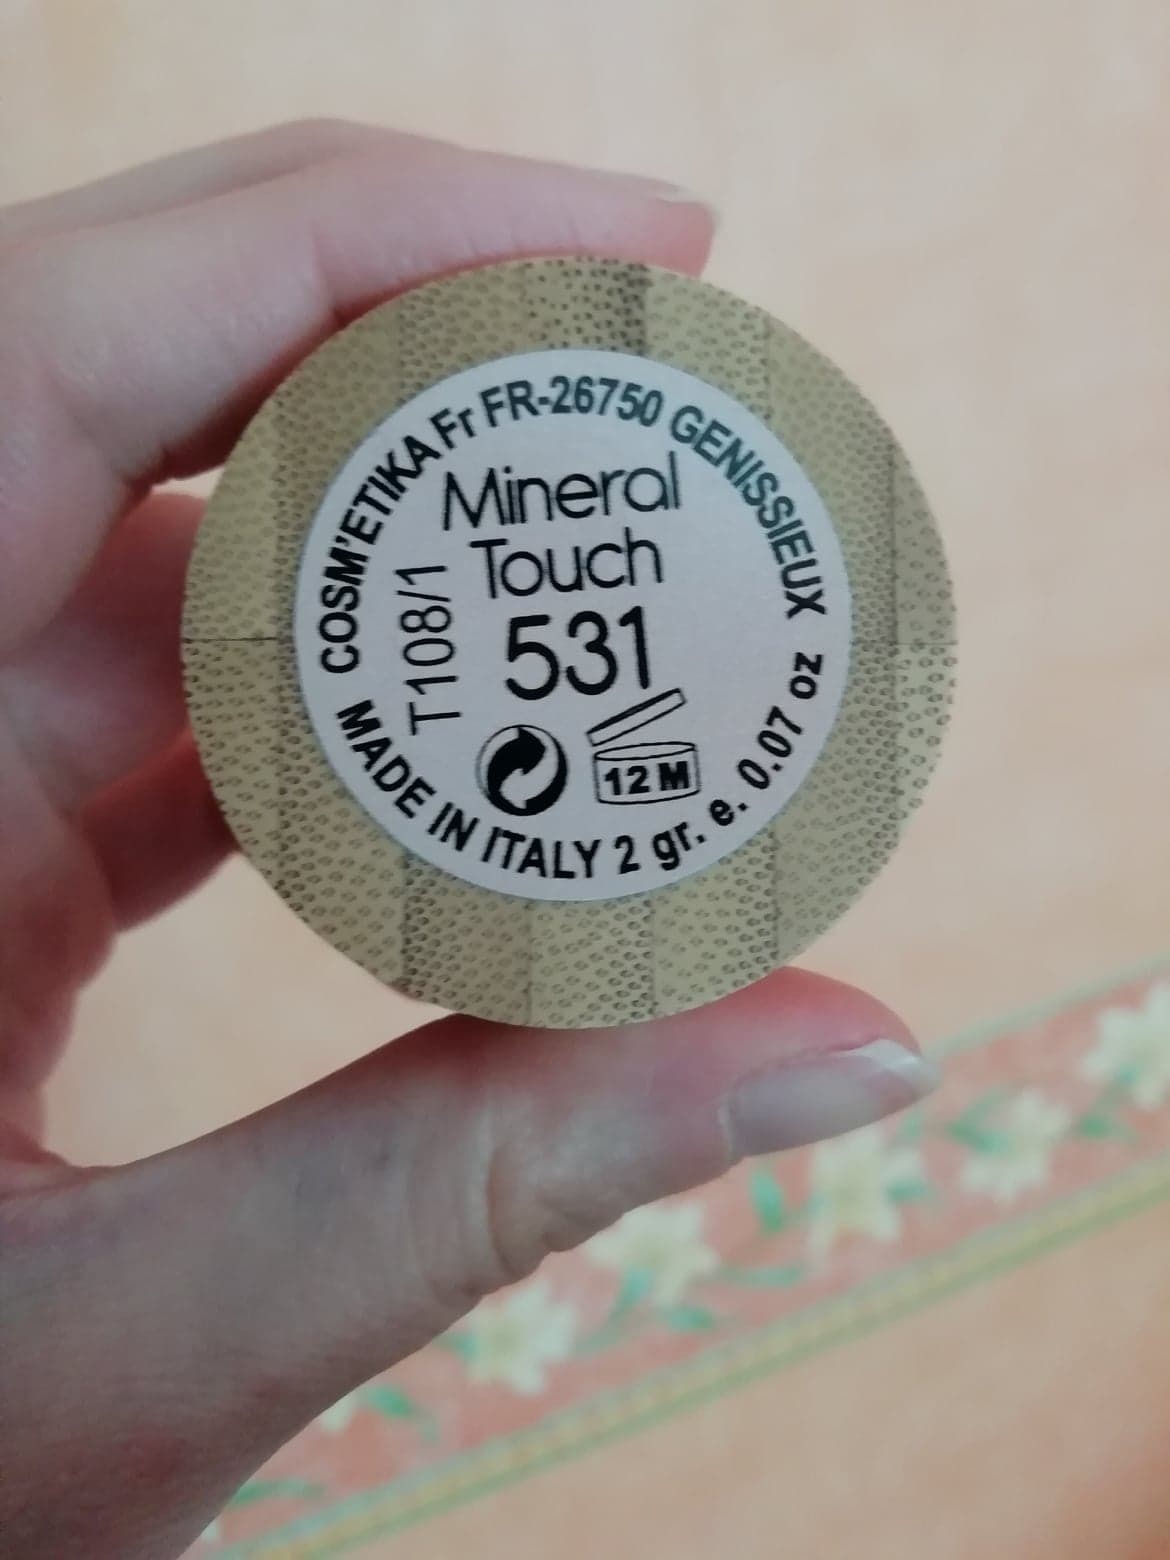 COSM'ETIKA Fr FR-26750 GENISSIEUX
Mineral
Touch
531
T108/1
12 M
MADE IN ITALY 2 gr. e. 0.07 oz